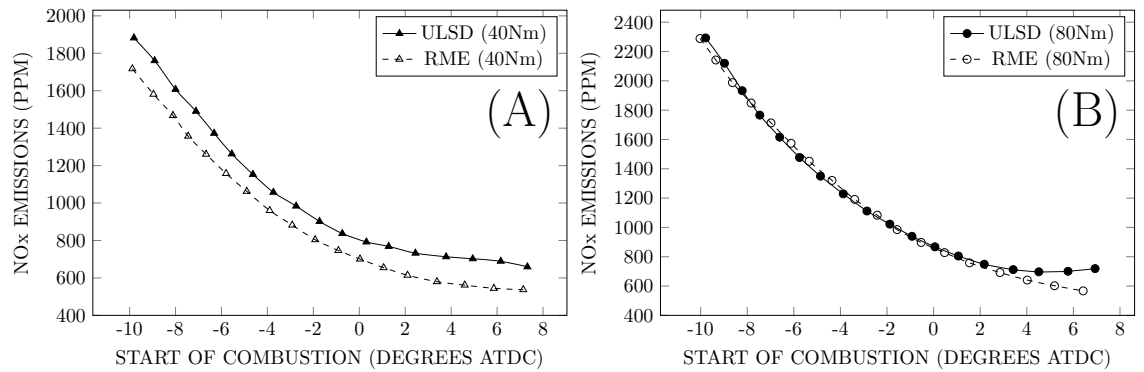 2000
1800
1600
1400
1200
1000
800
600
400
-10 -8 -6 -4 -2 0 2 4 6 8
NOx EMISSIONS (PPM)
START OF COMBUSTION (DEGREES ATDC)
ULSD (40Nm)
RME (40Nm)
(A)
2400
2200
2000
1800
1600
1400
1200
1000
800
600
400
-10 -8 -6 -4 -2 0 2 4 6 8
NOx EMISSIONS (PPM)
START OF COMBUSTION (DEGREES ATDC)
ULSD (80Nm)
RME (80Nm)
(B)